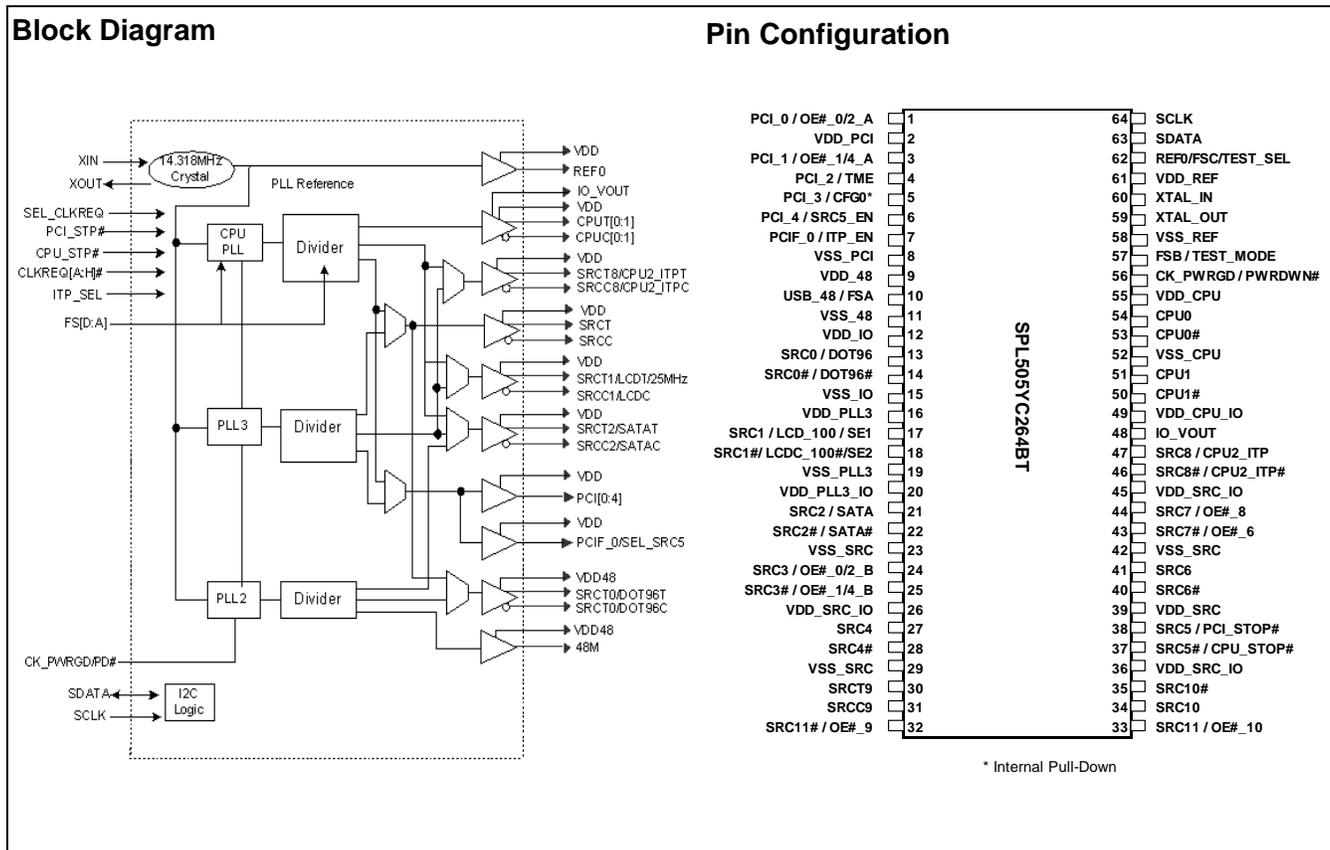 Block Diagram
XIN
XOUT
14.318MHz
Crystal
PLL Reference
SEL_CLKREQ
PCI_STP#
CPU_STP#
CLKREQ[A:H]#
ITP_SEL
FS[D:A]
CPU
PLL
Divider
PLL3
Divider
PLL2
Divider
CK_PWRGD/PD#
SDATA
SCLK
I2C
Logic
VDD
REF0
IO_VOUT
VDD
CPUT[0:1]
CPUC[0:1]
VDD
SRCT8/CPU2_ITPT
SRCC8/CPU2_ITPC
VDD
SRCT
SRCC
VDD
SRCT1/LCDT/25MHz
SRCC1/LCDC
VDD
SRCT2/SATAT
SRCC2/SATAC
VDD
PCI[0:4]
VDD
PCIF_0/SEL_SRC5
VDD48
SRCT0/DOT96T
SRCT0/DOT96C
VDD48
48M
Pin Configuration
PCI_0 / OE#_0/2_A 1 64 SCLK
VDD_PCI 2 63 SDATA
PCI_1 / OE#_1/4_A 3 62 REF0/FSC/TEST_SEL
PCI_2 / TME 4 61 VDD_REF
PCI_3 / CFG0* 5 60 XTAL_IN
PCI_4 / SRC5_EN 6 59 XTAL_OUT
PCIF_0 / ITP_EN 7 58 VSS_REF
VSS_PCI 8 57 FSB / TEST_MODE
VDD_48 9 56 CK_PWRGD / PWRDWN#
USB_48 / FSA 10 55 VDD_CPU
VSS_48 11 54 CPU0
VDD_IO 12 53 CPU0#
SRC0 / DOT96 13 52 VSS_CPU
SRC0# / DOT96# 14 51 CPU1
VSS_IO 15 50 CPU1#
VDD_PLL3 16 49 VDD_CPU_IO
SRC1 / LCD_100 / SE1 17 48 IO_VOUT
SRC1#/ LCDC_100#/SE2 18 47 SRC8 / CPU2_ITP
VSS_PLL3 19 46 SRC8# / CPU2_ITP#
VDD_PLL3_IO 20 45 VDD_SRC_IO
SRC2 / SATA 21 44 SRC7 / OE#_8
SRC2# / SATA# 22 43 SRC7# / OE#_6
VSS_SRC 23 42 VSS_SRC
SRC3 / OE#_0/2_B 24 41 SRC6
SRC3# / OE#_1/4_B 25 40 SRC6#
VDD_SRC_IO 26 39 VDD_SRC
SRC4 27 38 SRC5 / PCI_STOP#
SRC4# 28 37 SRC5# / CPU_STOP#
VSS_SRC 29 36 VDD_SRC_IO
SRCT9 30 35 SRC10#
SRCC9 31 34 SRC10
SRC11# / OE#_9 32 33 SRC11 / OE#_10
SPL505YC264BT
* Internal Pull-Down